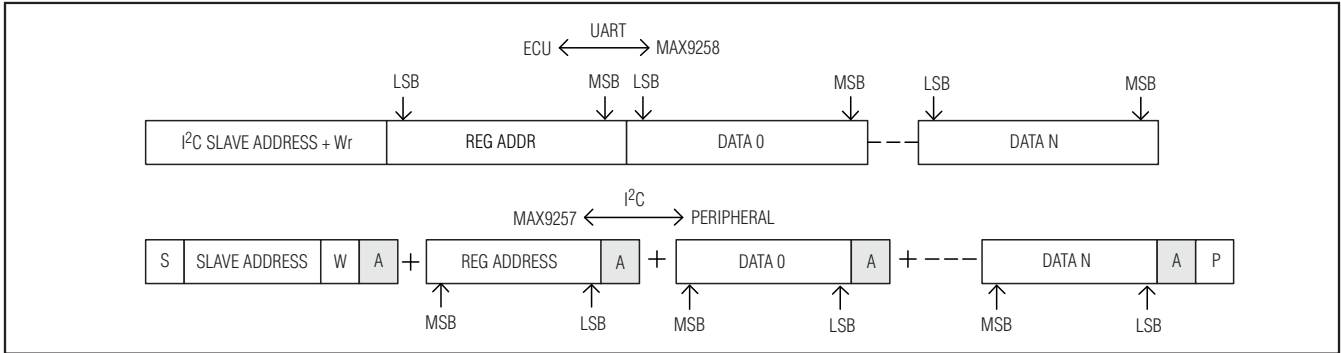 UART
ECU MAX9258
LSB MSB LSB MSB LSB MSB
I²C SLAVE ADDRESS + Wr REG ADDR DATA 0 DATA N
I²C
MAX9257 PERIPHERAL
S SLAVE ADDRESS W A + REG ADDRESS A + DATA 0 A + DATA N A P
MSB LSB MSB LSB MSB LSB